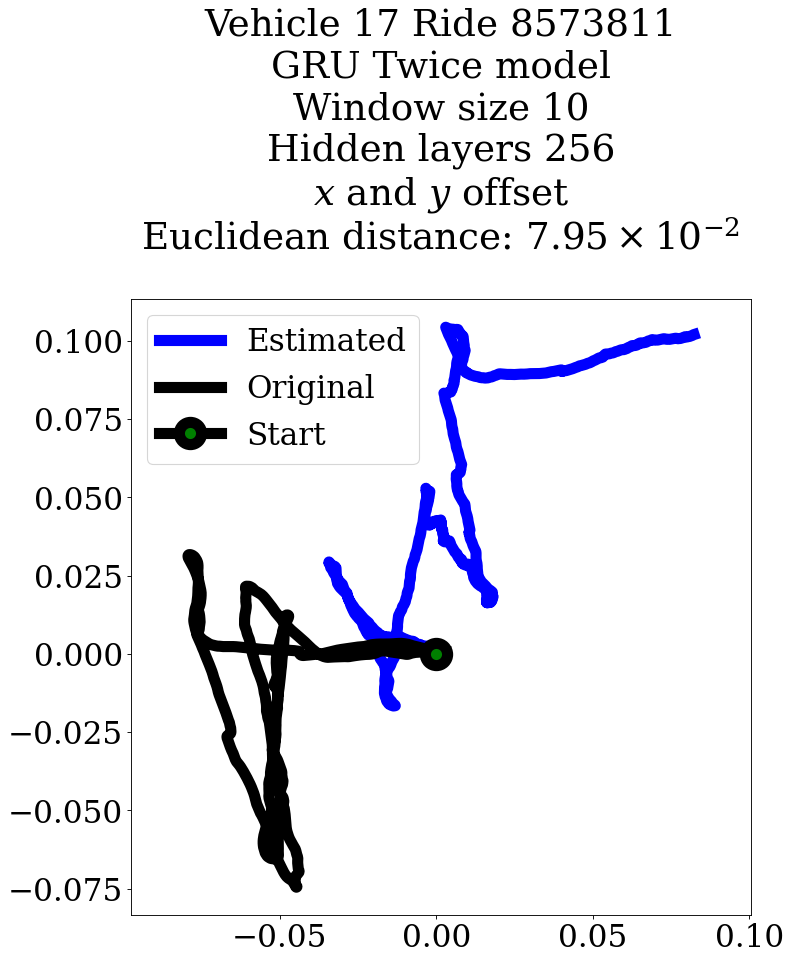 Vehicle 17 Ride 8573811
GRU Twice model
Window size 10
Hidden layers 256
x and y offset
Euclidean distance: 7.95 × 10⁻²
Estimated
Original
Start
0.100
0.075
0.050
0.025
0.000
−0.025
−0.050
−0.075
−0.05
0.00
0.05
0.10